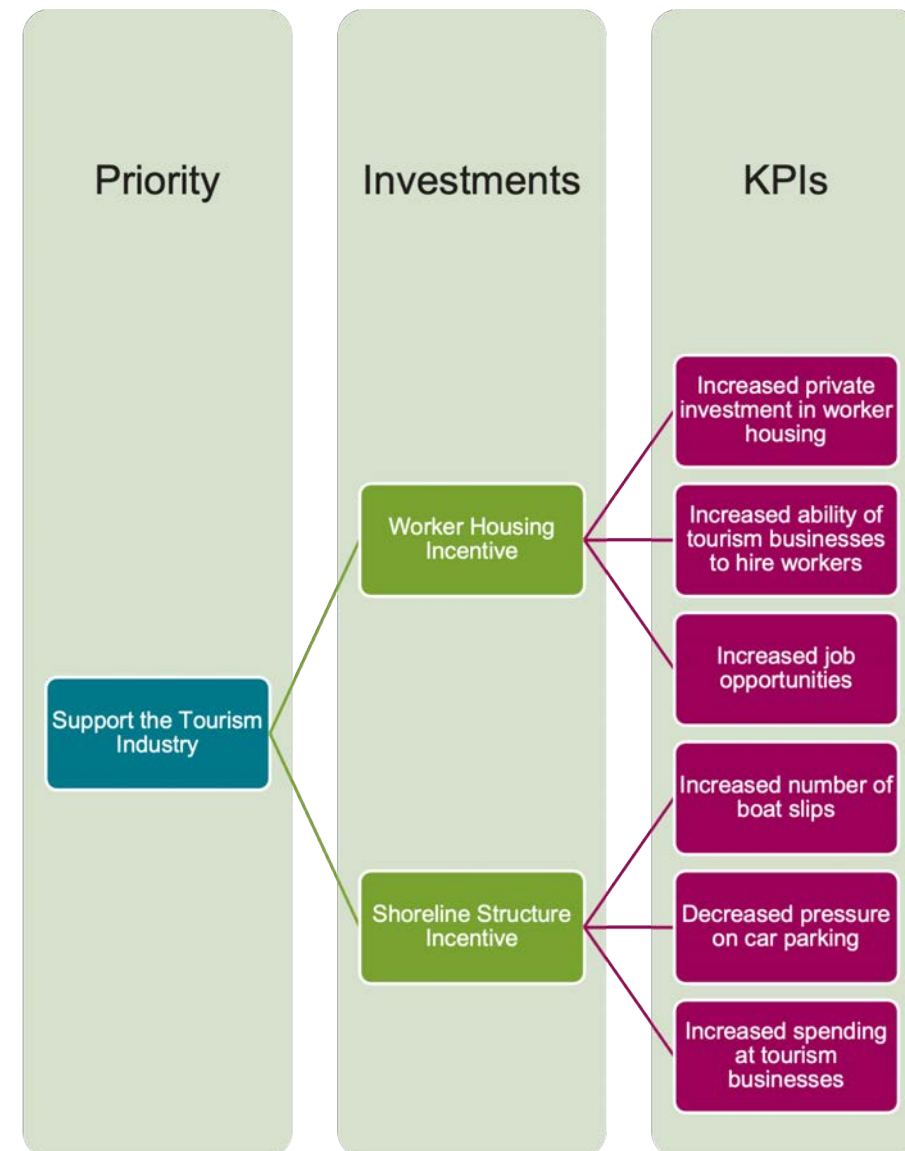 Priority
Investments
KPIs
Support the Tourism
Industry
Worker Housing
Incentive
Shoreline Structure
Incentive
Increased private
investment in worker
housing
Increased ability of
tourism businesses
to hire workers
Increased job
opportunities
Increased number of
boat slips
Decreased pressure
on car parking
Increased spending
at tourism
businesses